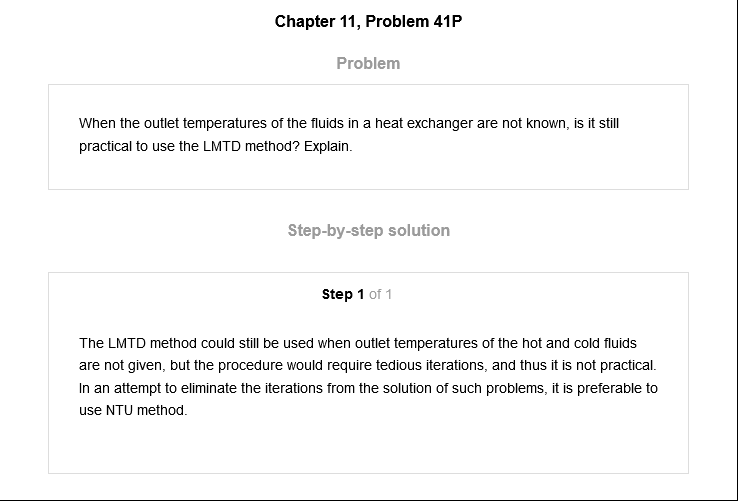 Chapter 11, Problem 41P
Problem
When the outlet temperatures of the fluids in a heat exchanger are not known, is it still
practical to use the LMTD method? Explain.
Step-by-step solution
Step 1 of 1
The LMTD method could still be used when outlet temperatures of the hot and cold fluids
are not given, but the procedure would require tedious iterations, and thus it is not practical.
In an attempt to eliminate the iterations from the solution of such problems, it is preferable to
use NTU method.